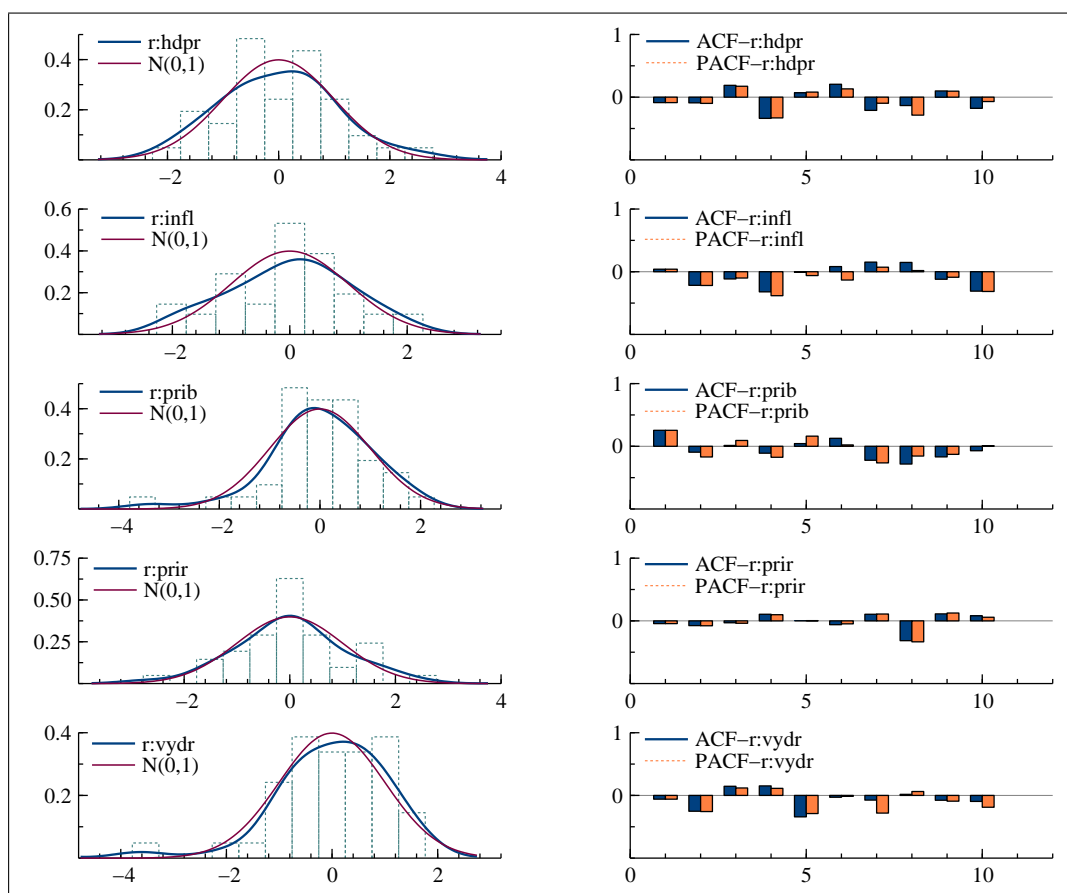 r:hdpr
N(0,1)
0.4
0.2
−2 0 2 4
1
0
ACF−r:hdpr
PACF−r:hdpr
0 5 10
0.6
0.4
0.2
r:infl
N(0,1)
−2 0 2
1
0
ACF−r:infl
PACF−r:infl
0 5 10
r:prib
N(0,1)
0.4
0.2
−4 −2 0 2
1
0
ACF−r:prib
PACF−r:prib
0 5 10
0.75
0.50
0.25
r:prir
N(0,1)
−2 0 2 4
1
0
ACF−r:prir
PACF−r:prir
0 5 10
0.4
0.2
r:vydr
N(0,1)
−4 −2 0 2
1
0
ACF−r:vydr
PACF−r:vydr
0 5 10